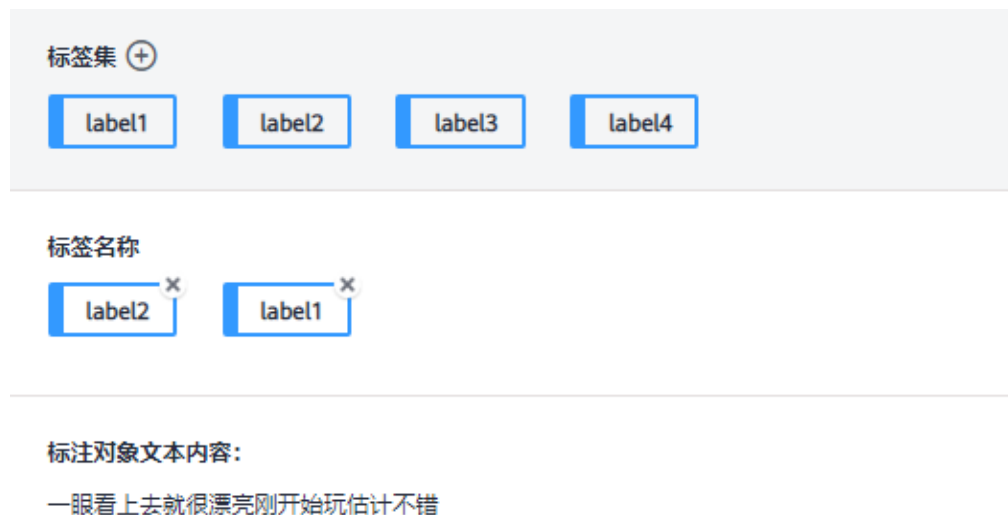 标签集
label1 label2 label3 label4
标签名称
label2 label1
标注对象文本内容：
一眼看上去就很漂亮刚开始玩估计不错